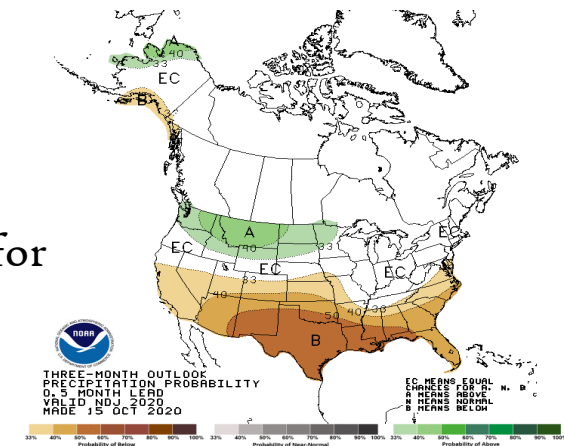 A
40
33
EC
B
for
A
EC
EC
40
33
EC
EC
33
40
50
40
33
B
NOAA
THREE-MONTH OUTLOOK
PRECIPITATION PROBABILITY
0.5 MONTH LEAD
VALID NDJ 2020
MADE 15 OCT 2020
EC MEANS EQUAL
CHANCES FOR A, N, B
A MEANS ABOVE
N MEANS NORMAL
B MEANS BELOW
33% 40% 50% 60% 70% 80% 90% 100%
Probability of Below
33% 40% 50% 60% 70% 80% 90% 100%
Probability of Near-Normal
33% 40% 50% 60% 70% 80% 90% 100%
Probability of Above